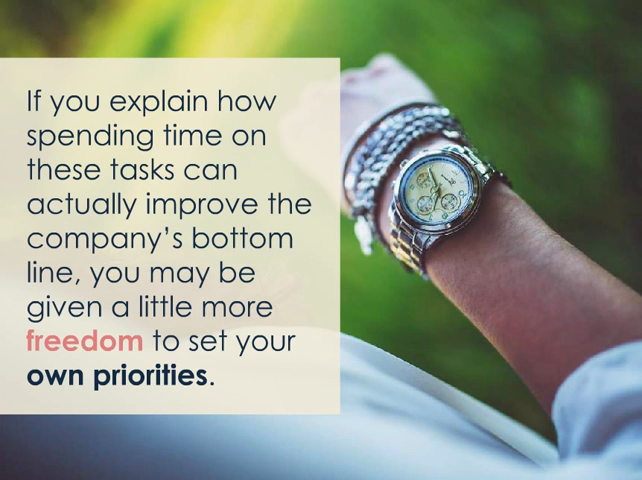 If you explain how
spending time on
these tasks can
actually improve the
company's bottom
line, you may be
given a little more
freedom to set your
own priorities.